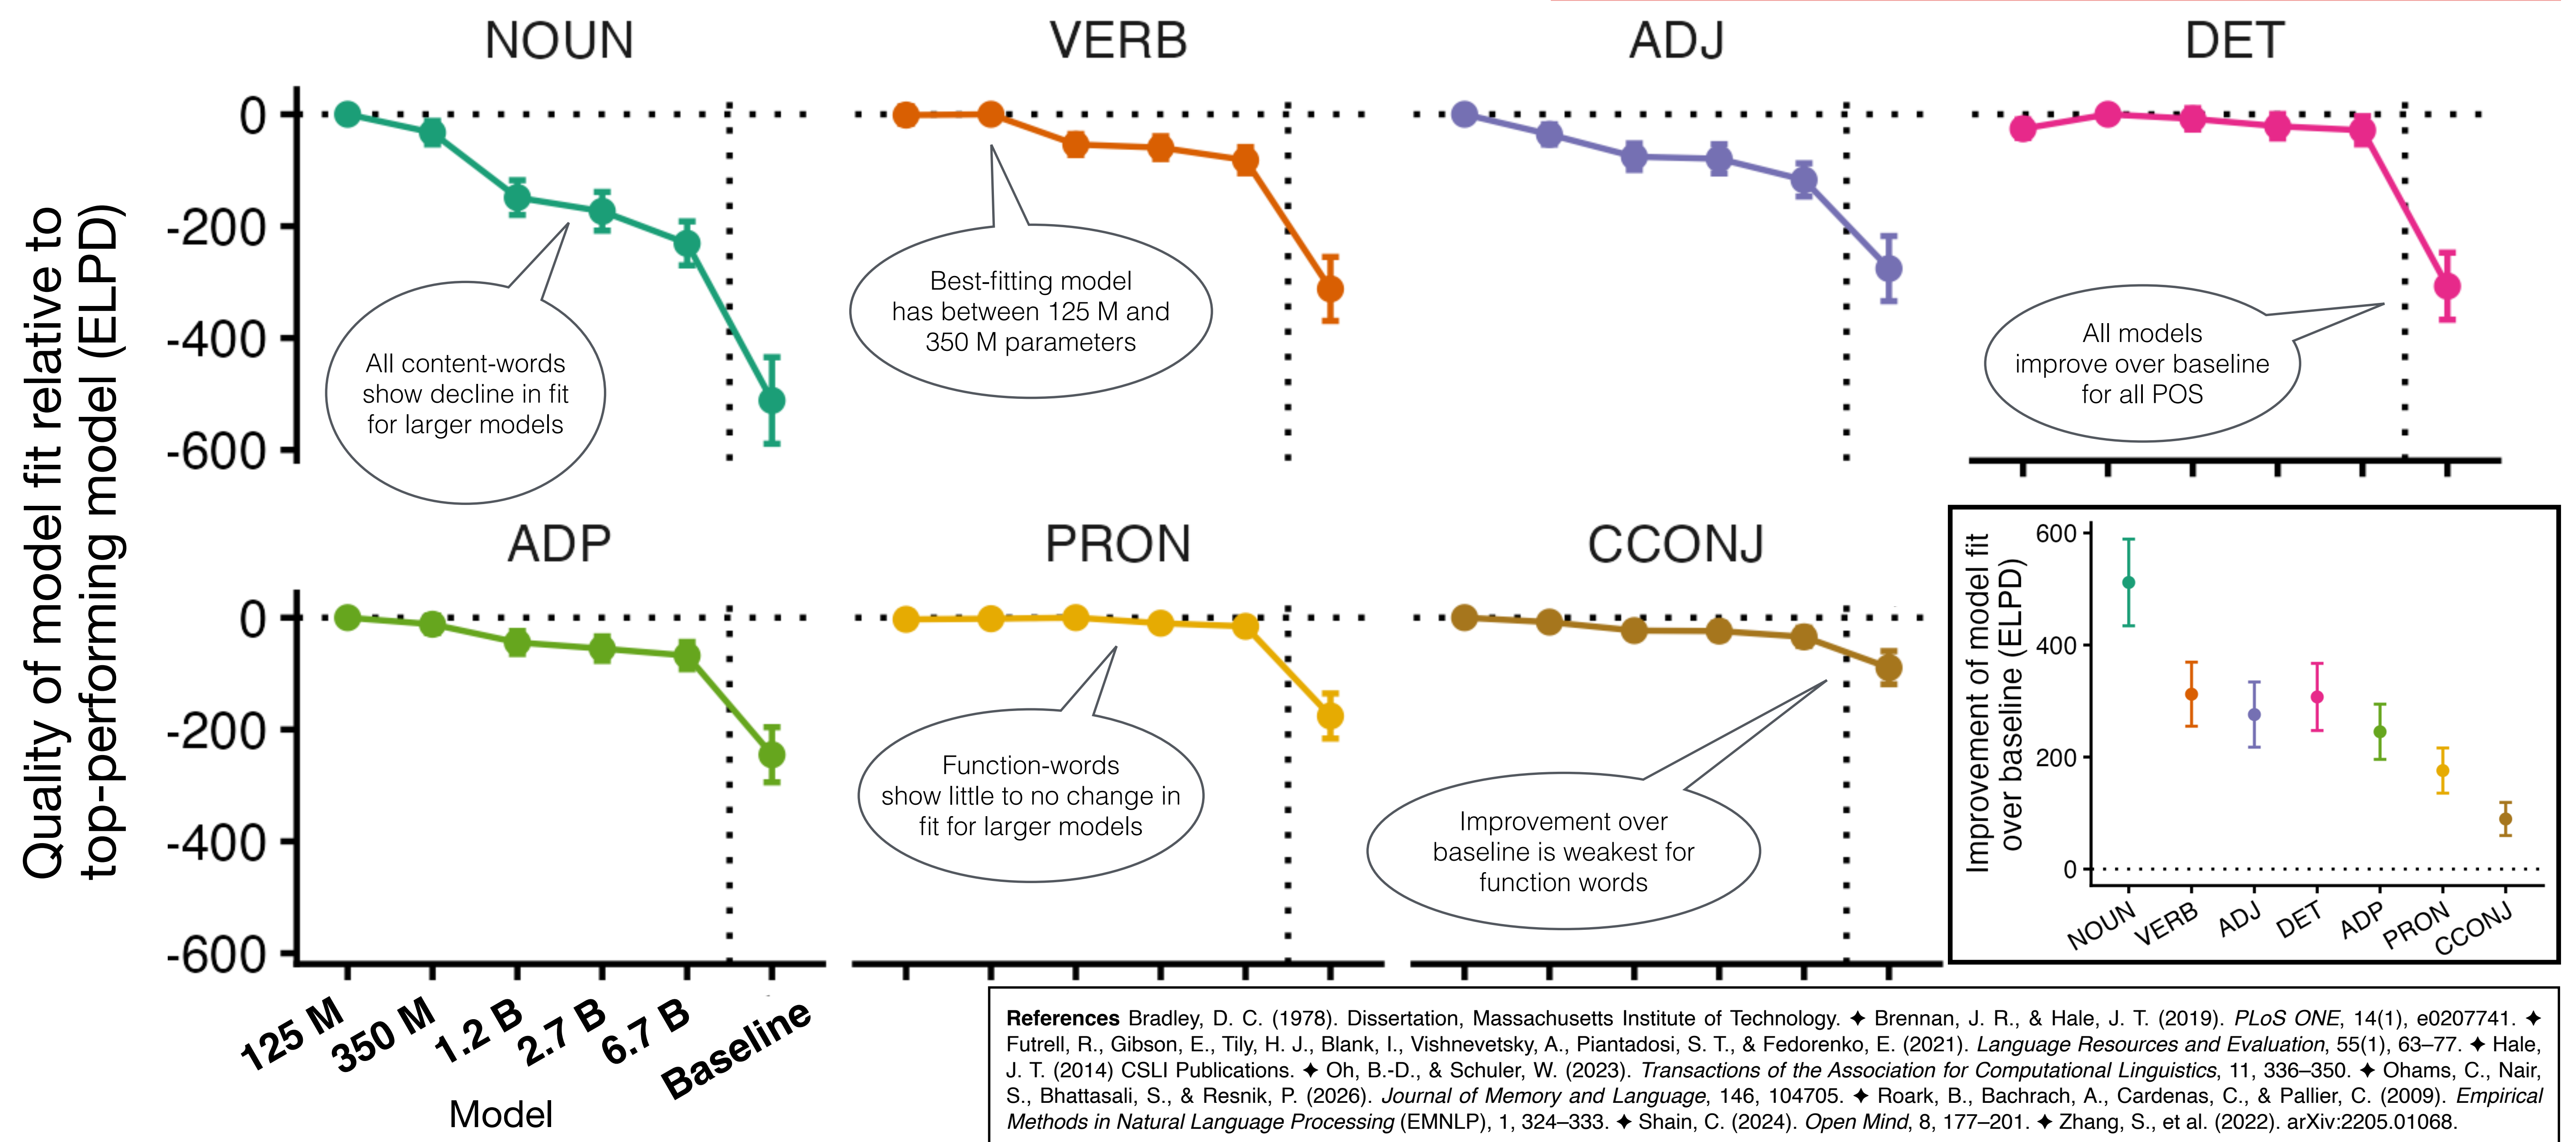 NOUN
VERB
ADJ
DET
Quality of model fit relative to
top-performing model (ELPD)
0
-200
-400
-600
All content-words
show decline in fit
for larger models
Best-fitting model
has between 125 M and
350 M parameters
All models
improve over baseline
for all POS
ADP
PRON
CCONJ
0
-200
-400
-600
Function-words
show little to no change in
fit for larger models
Improvement over
baseline is weakest for
function words
125 M
350 M
1.2 B
2.7 B
6.7 B
Baseline
Model
Improvement of model fit
over baseline (ELPD)
600
400
200
0
NOUN
VERB
ADJ
DET
ADP
PRON
CCONJ
References Bradley, D. C. (1978). Dissertation, Massachusetts Institute of Technology. ✦ Brennan, J. R., & Hale, J. T. (2019). PLoS ONE, 14(1), e0207741. ✦
Futrell, R., Gibson, E., Tily, H. J., Blank, I., Vishnevetsky, A., Piantadosi, S. T., & Fedorenko, E. (2021). Language Resources and Evaluation, 55(1), 63–77. ✦ Hale,
J. T. (2014) CSLI Publications. ✦ Oh, B.-D., & Schuler, W. (2023). Transactions of the Association for Computational Linguistics, 11, 336–350. ✦ Ohams, C., Nair,
S., Bhattasali, S., & Resnik, P. (2026). Journal of Memory and Language, 146, 104705. ✦ Roark, B., Bachrach, A., Cardenas, C., & Pallier, C. (2009). Empirical
Methods in Natural Language Processing (EMNLP), 1, 324–333. ✦ Shain, C. (2024). Open Mind, 8, 177–201. ✦ Zhang, S., et al. (2022). arXiv:2205.01068.